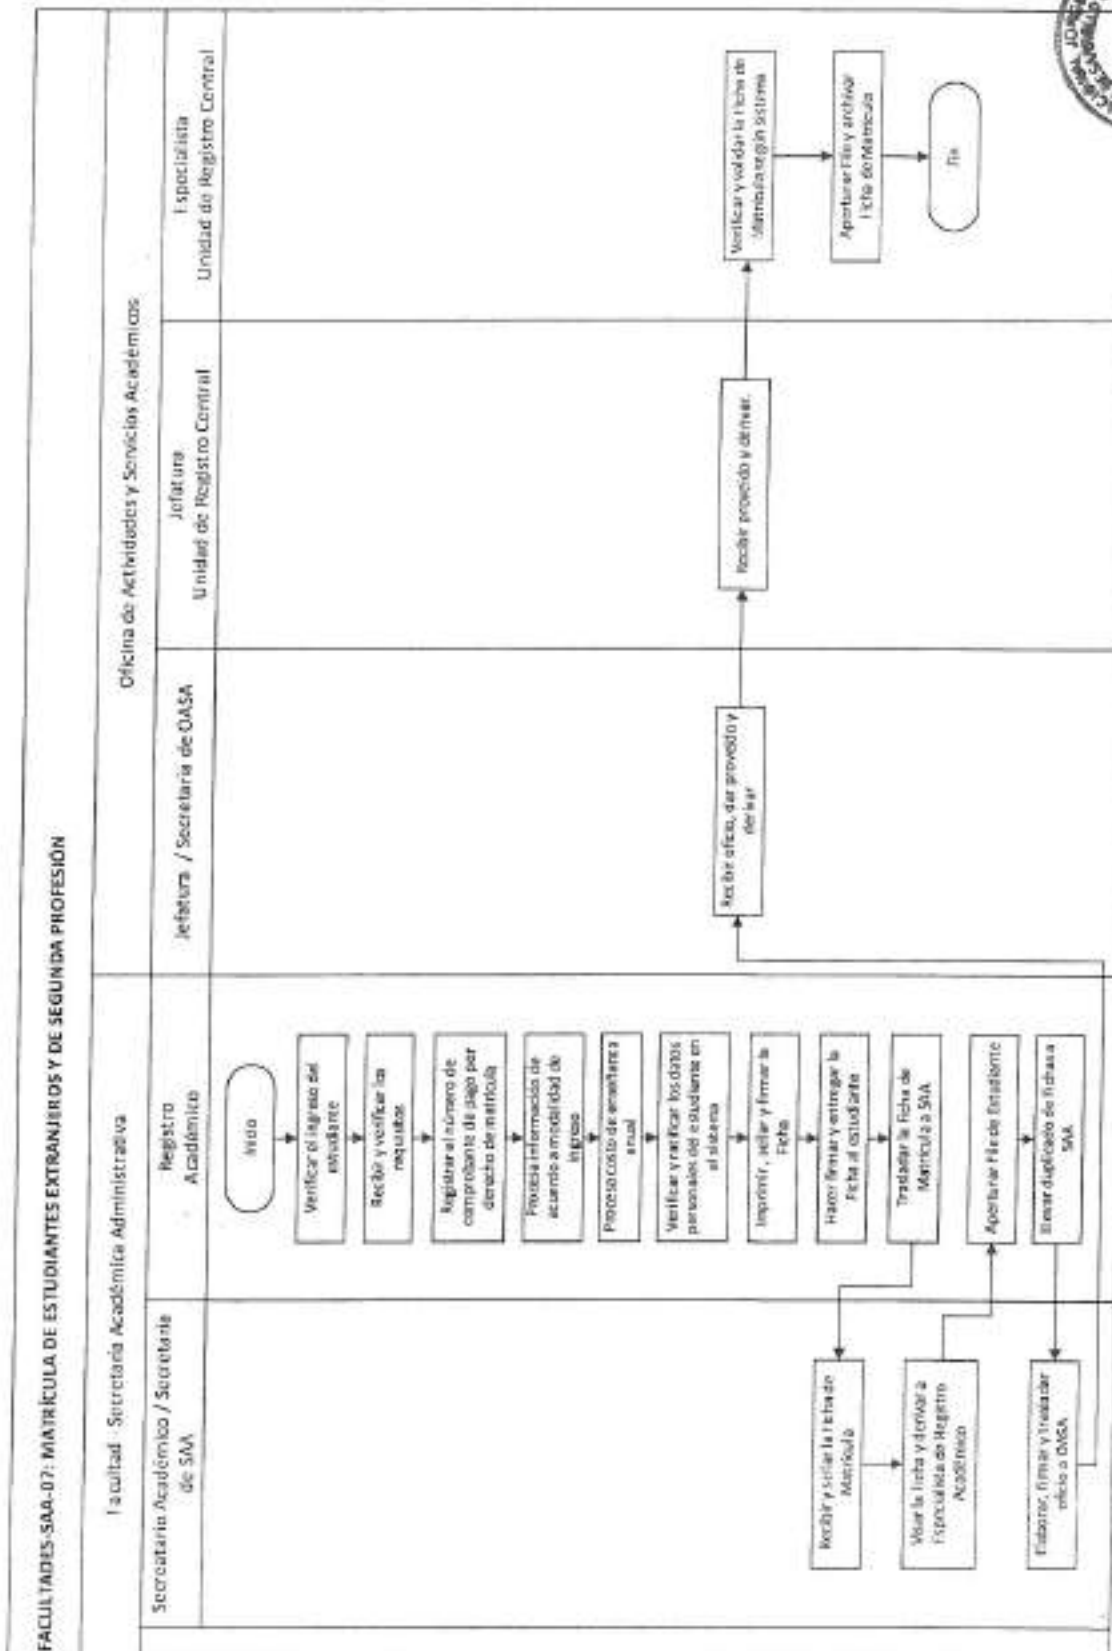 FACULTADES-SAA-07: MATRÍCULA DE ESTUDIANTES EXTRANJEROS Y DE SEGUNDA PROFESIÓN
Facultad - Secretaría Académica Administrativa
Oficina de Actividades y Servicios Académicos
Secreatario Académico / Secretaria
de SAA
Registro
Académico
Jefatura / Secretaria de OASA
Jefatura
Unidad de Registro Central
Especialista
Unidad de Registro Central
Inicio
Verificar el ingreso del
estudiante
Recibir y verificar los
requisitos
Registrar el número de
comprobante de pago por
derecho de matrícula
Procesa información de
acuerdo a modalidad de
ingreso
Procesa costo de enseñanza
anual
Verificar y ratificar los datos
personales del estudiante en
el sistema
Imprimir, sellar y firmar la
Ficha
Hacer firmar y entregar la
Ficha al estudiante
Trasladar la Ficha de
Matrícula a SAA
Recibir y sellar la Ficha de
Matrícula
Visar la Ficha y derivar a
Especialista de Registro
Académico
Aperturar File de Estudiante
Enviar duplicado de Fichas a
SAA
Elaborar, firmar y trasladar
oficio a OASA
Recibir oficio, dar proveido y
derivar
Recibir proveido y derivar.
Verificar y validar la Ficha de
Matrícula según sistema
Aperturar File y archivar
Ficha de Matrícula
Fin